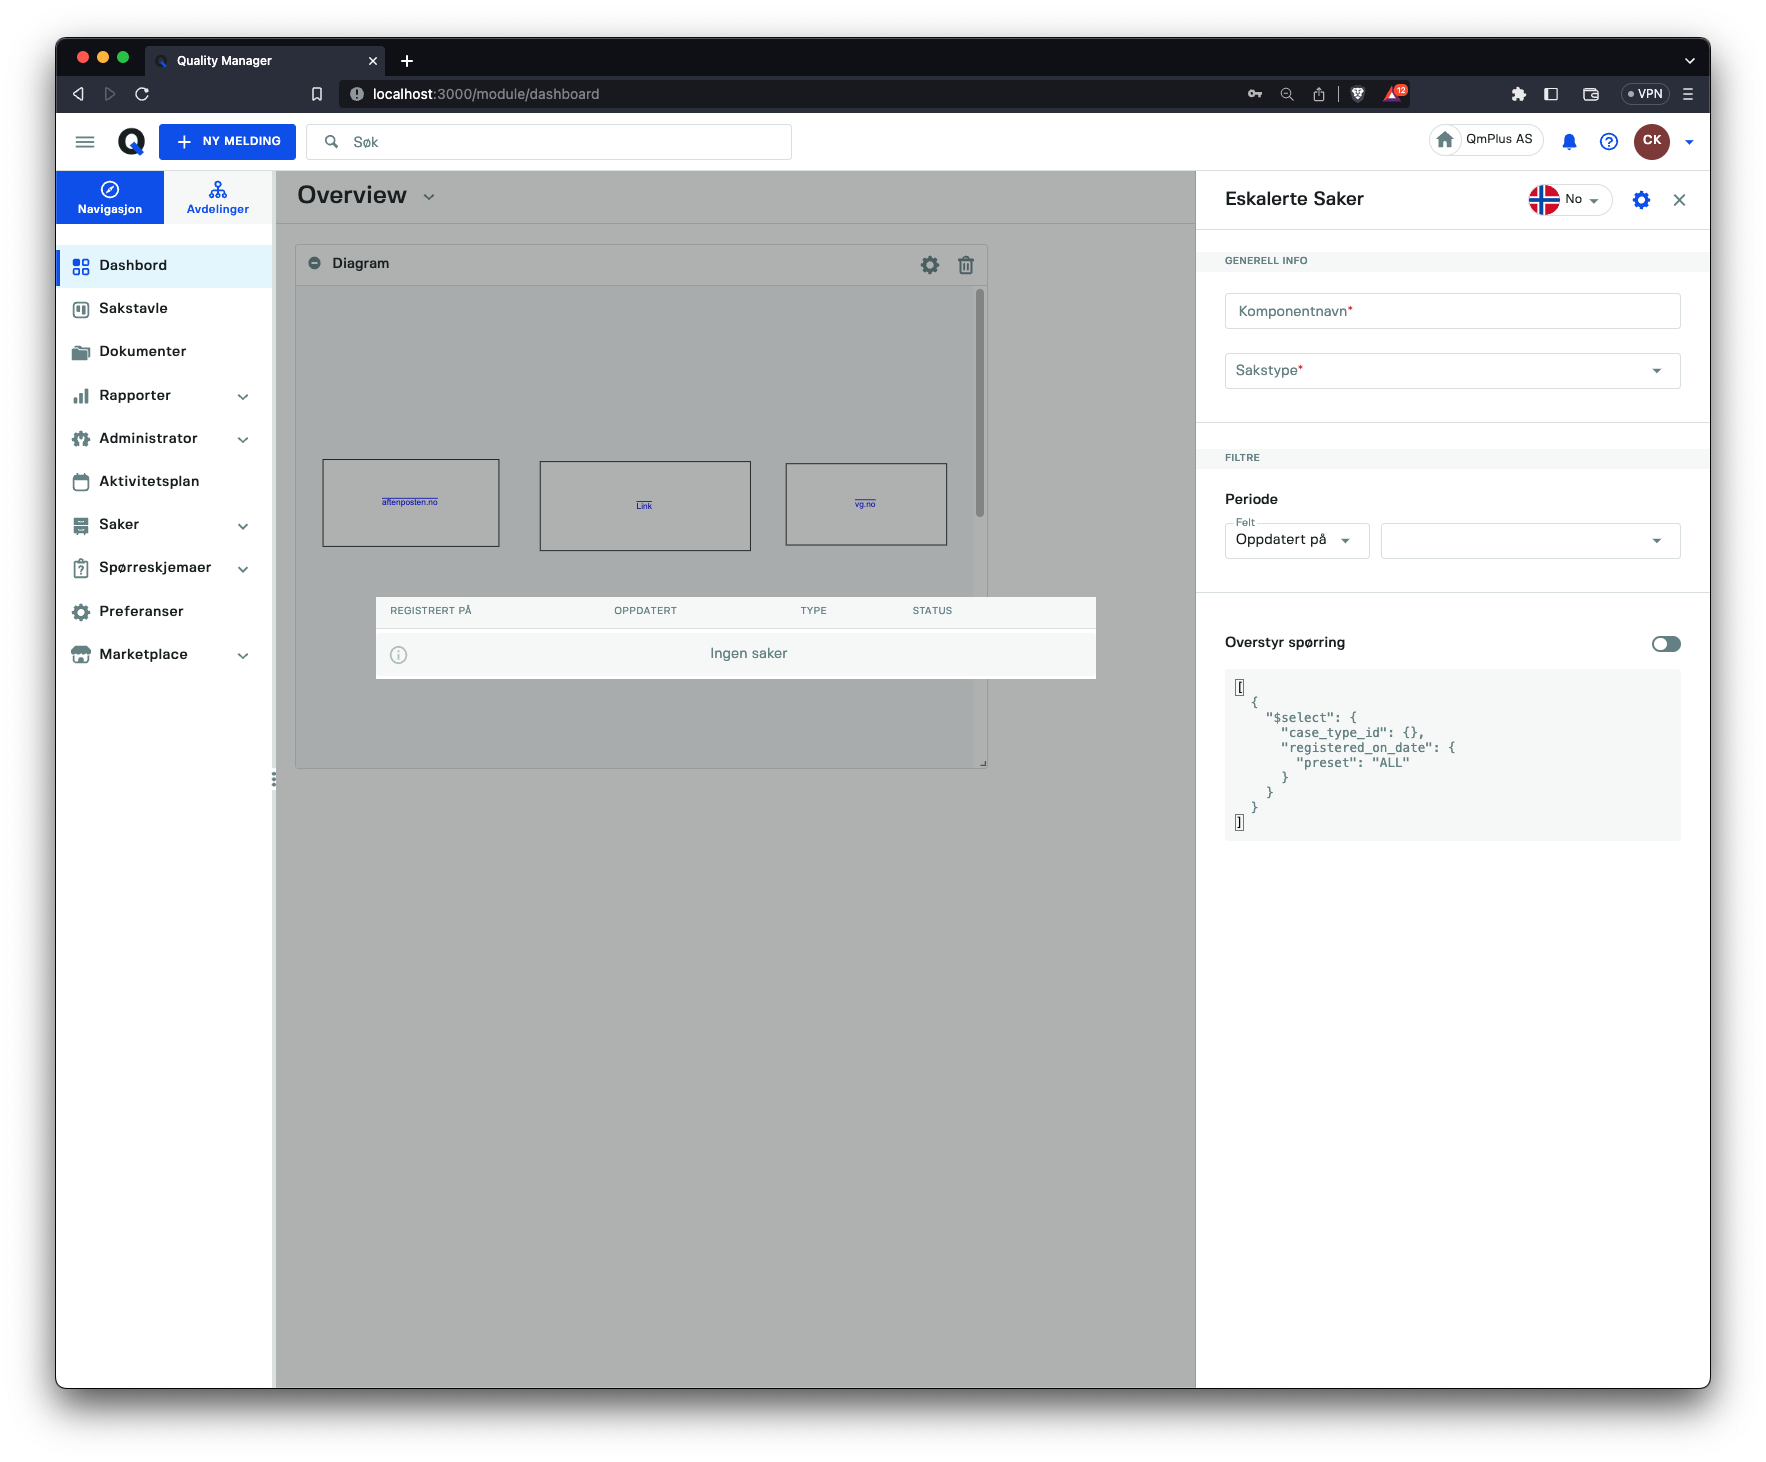 Quality Manager
localhost:3000/module/dashboard
12
VPN
NY MELDING
Søk
QmPlus AS
CK
Navigasjon
Avdelinger
Dashbord
Sakstavle
Dokumenter
Rapporter
Administrator
Aktivitetsplan
Saker
Spørreskjemaer
Preferanser
Marketplace
Overview
Diagram
aftenposten.no
Link
vg.no
REGISTRERT PÅ OPPDATERT TYPE STATUS
Ingen saker
Eskalerte Saker
No
GENERELL INFO
Komponentnavn*
Sakstype*
FILTRE
Periode
Felt
Oppdatert på
Overstyr spørring
[
{
"$select": {
"case_type_id": {},
"registered_on_date": {
"preset": "ALL"
}
}
}
]